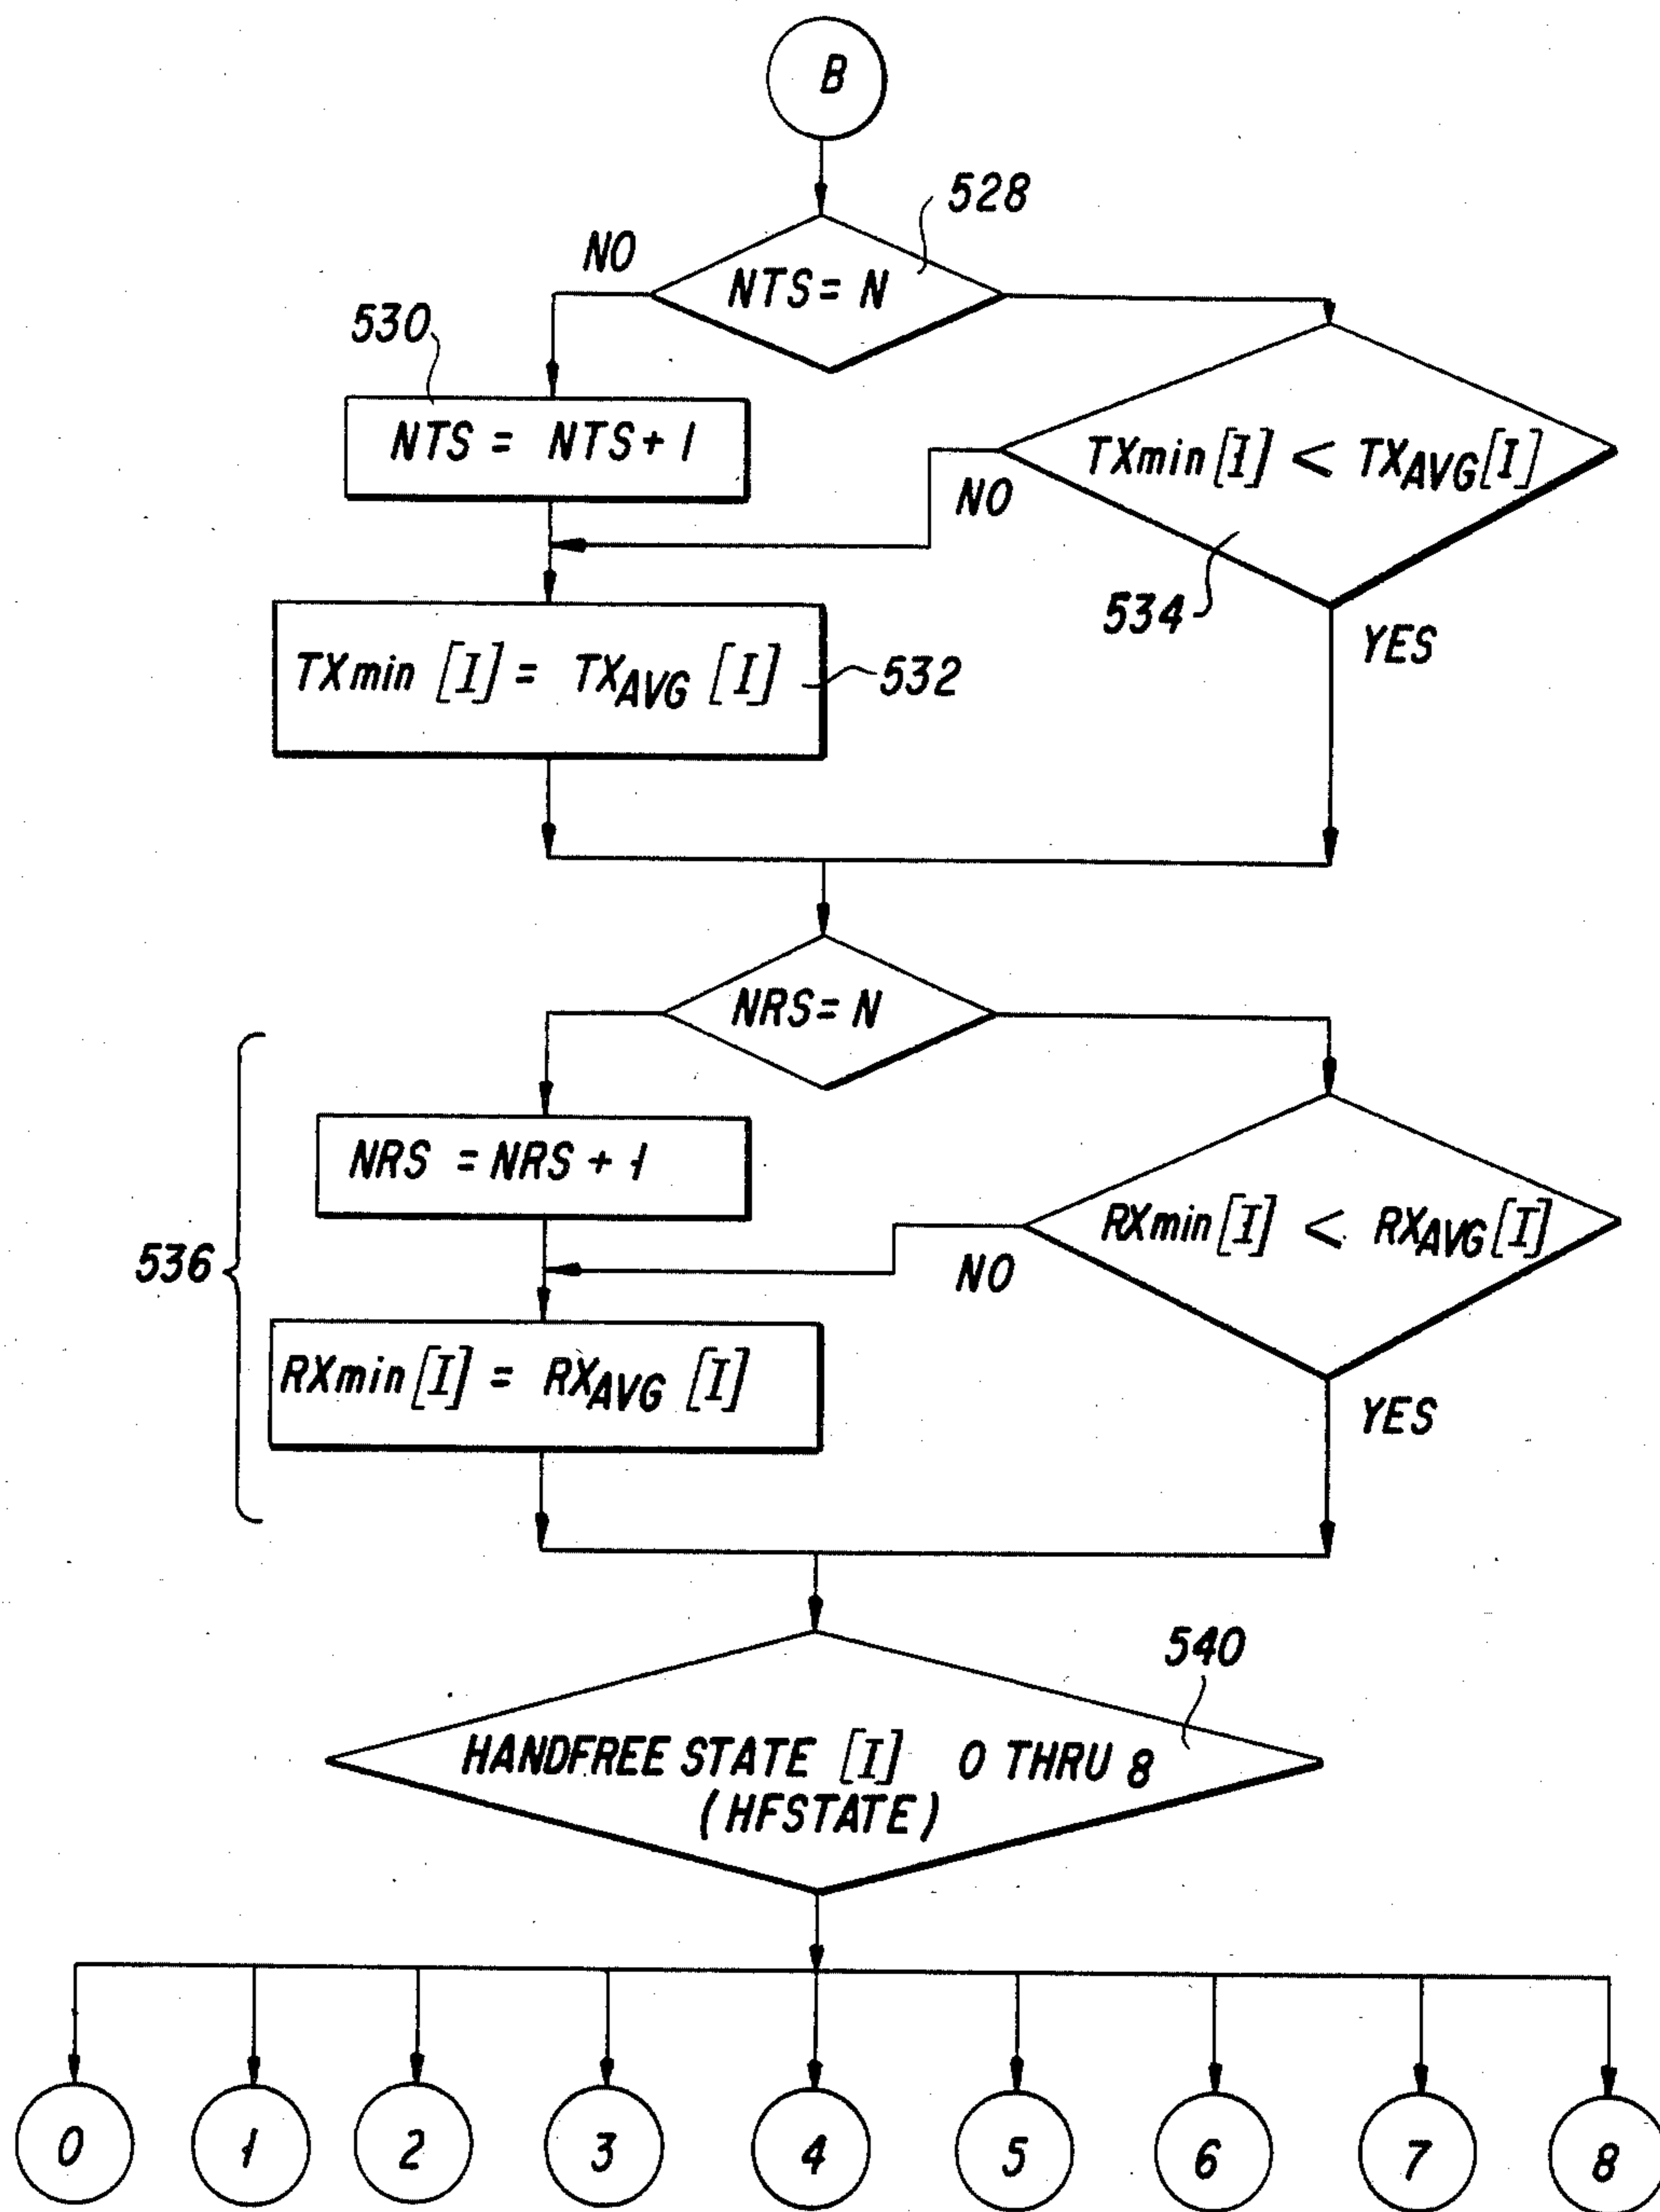 B
528
NO
NTS = N
530
NTS = NTS + 1
TXmin [I] < TXAVG [I]
NO
534
YES
TXmin [I] = TXAVG [I]
532
NRS = N
NRS = NRS + 1
RXmin [I] < RXAVG [I]
NO
536
YES
RXmin [I] = RXAVG [I]
540
HANDFREE STATE [I] 0 THRU 8
(HFSTATE)
0 1 2 3 4 5 6 7 8